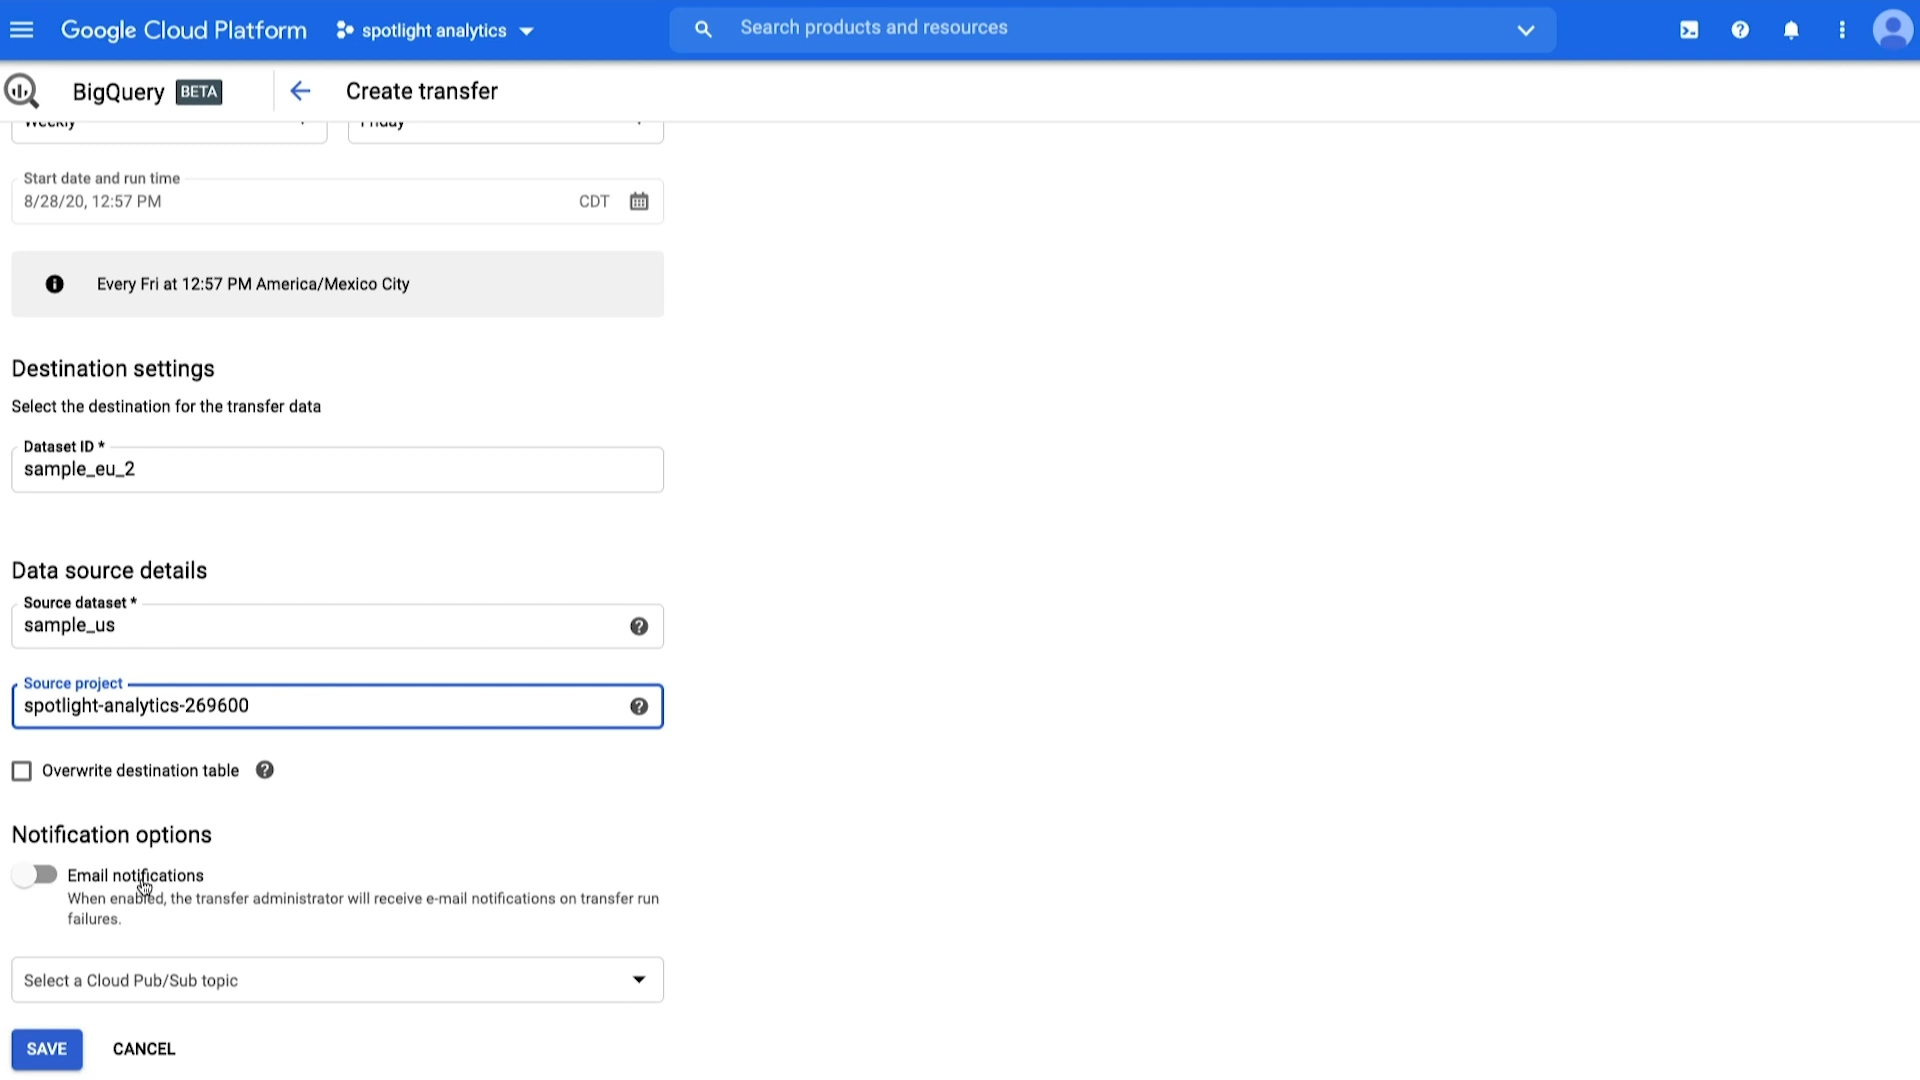 Google Cloud Platform
spotlight analytics
Search products and resources
BigQuery
BETA
Create transfer
Weekly
Friday
Start date and run time
8/28/20, 12:57 PM
CDT
Every Fri at 12:57 PM America/Mexico City
Destination settings
Select the destination for the transfer data
Dataset ID *
sample_eu_2
Data source details
Source dataset *
sample_us
Source project
spotlight-analytics-269600
Overwrite destination table
Notification options
Email notifications
When enabled, the transfer administrator will receive e-mail notifications on transfer run
failures.
Select a Cloud Pub/Sub topic
SAVE
CANCEL